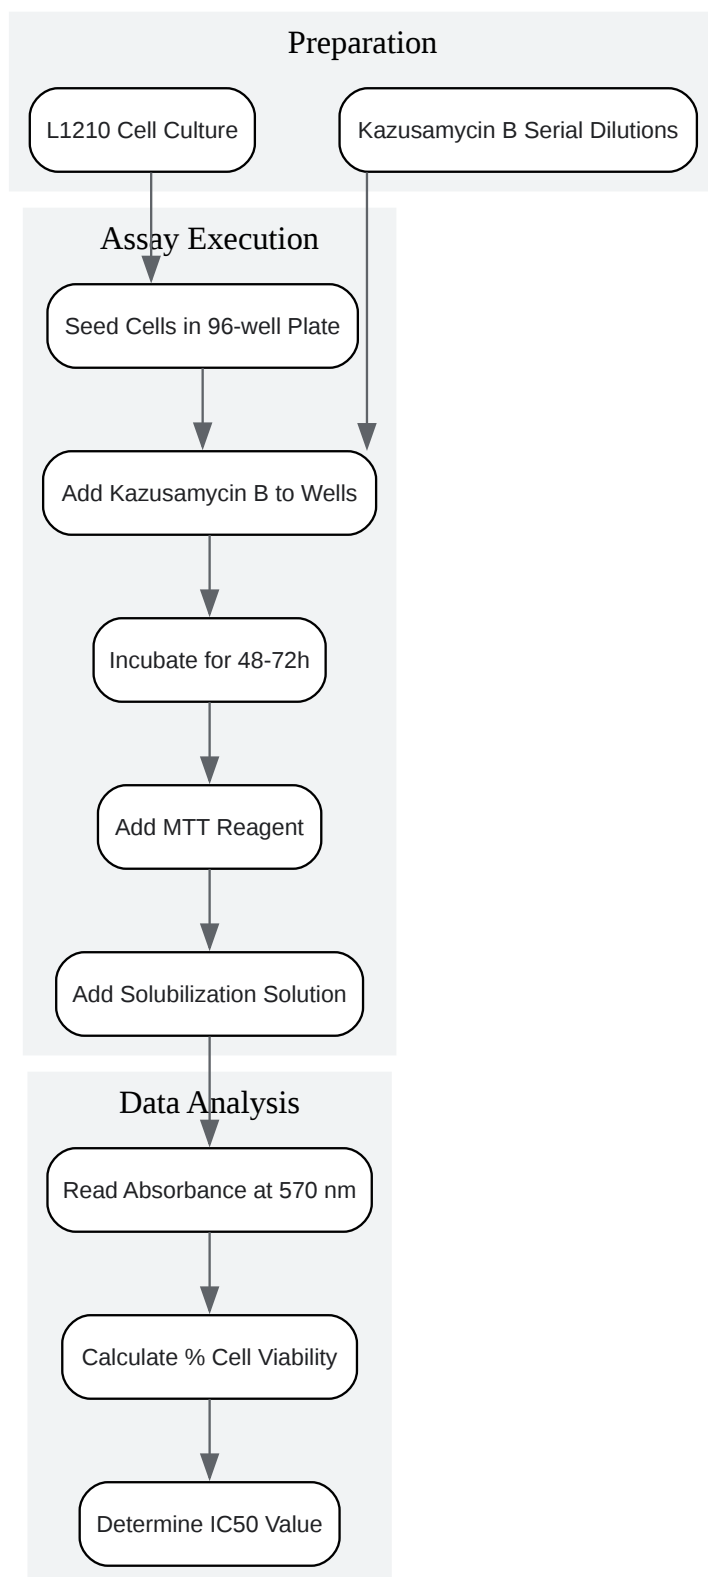 Preparation
L1210 Cell Culture
Kazusamycin B Serial Dilutions
Assay Execution
Seed Cells in 96-well Plate
Add Kazusamycin B to Wells
Incubate for 48-72h
Add MTT Reagent
Add Solubilization Solution
Data Analysis
Read Absorbance at 570 nm
Calculate % Cell Viability
Determine IC50 Value